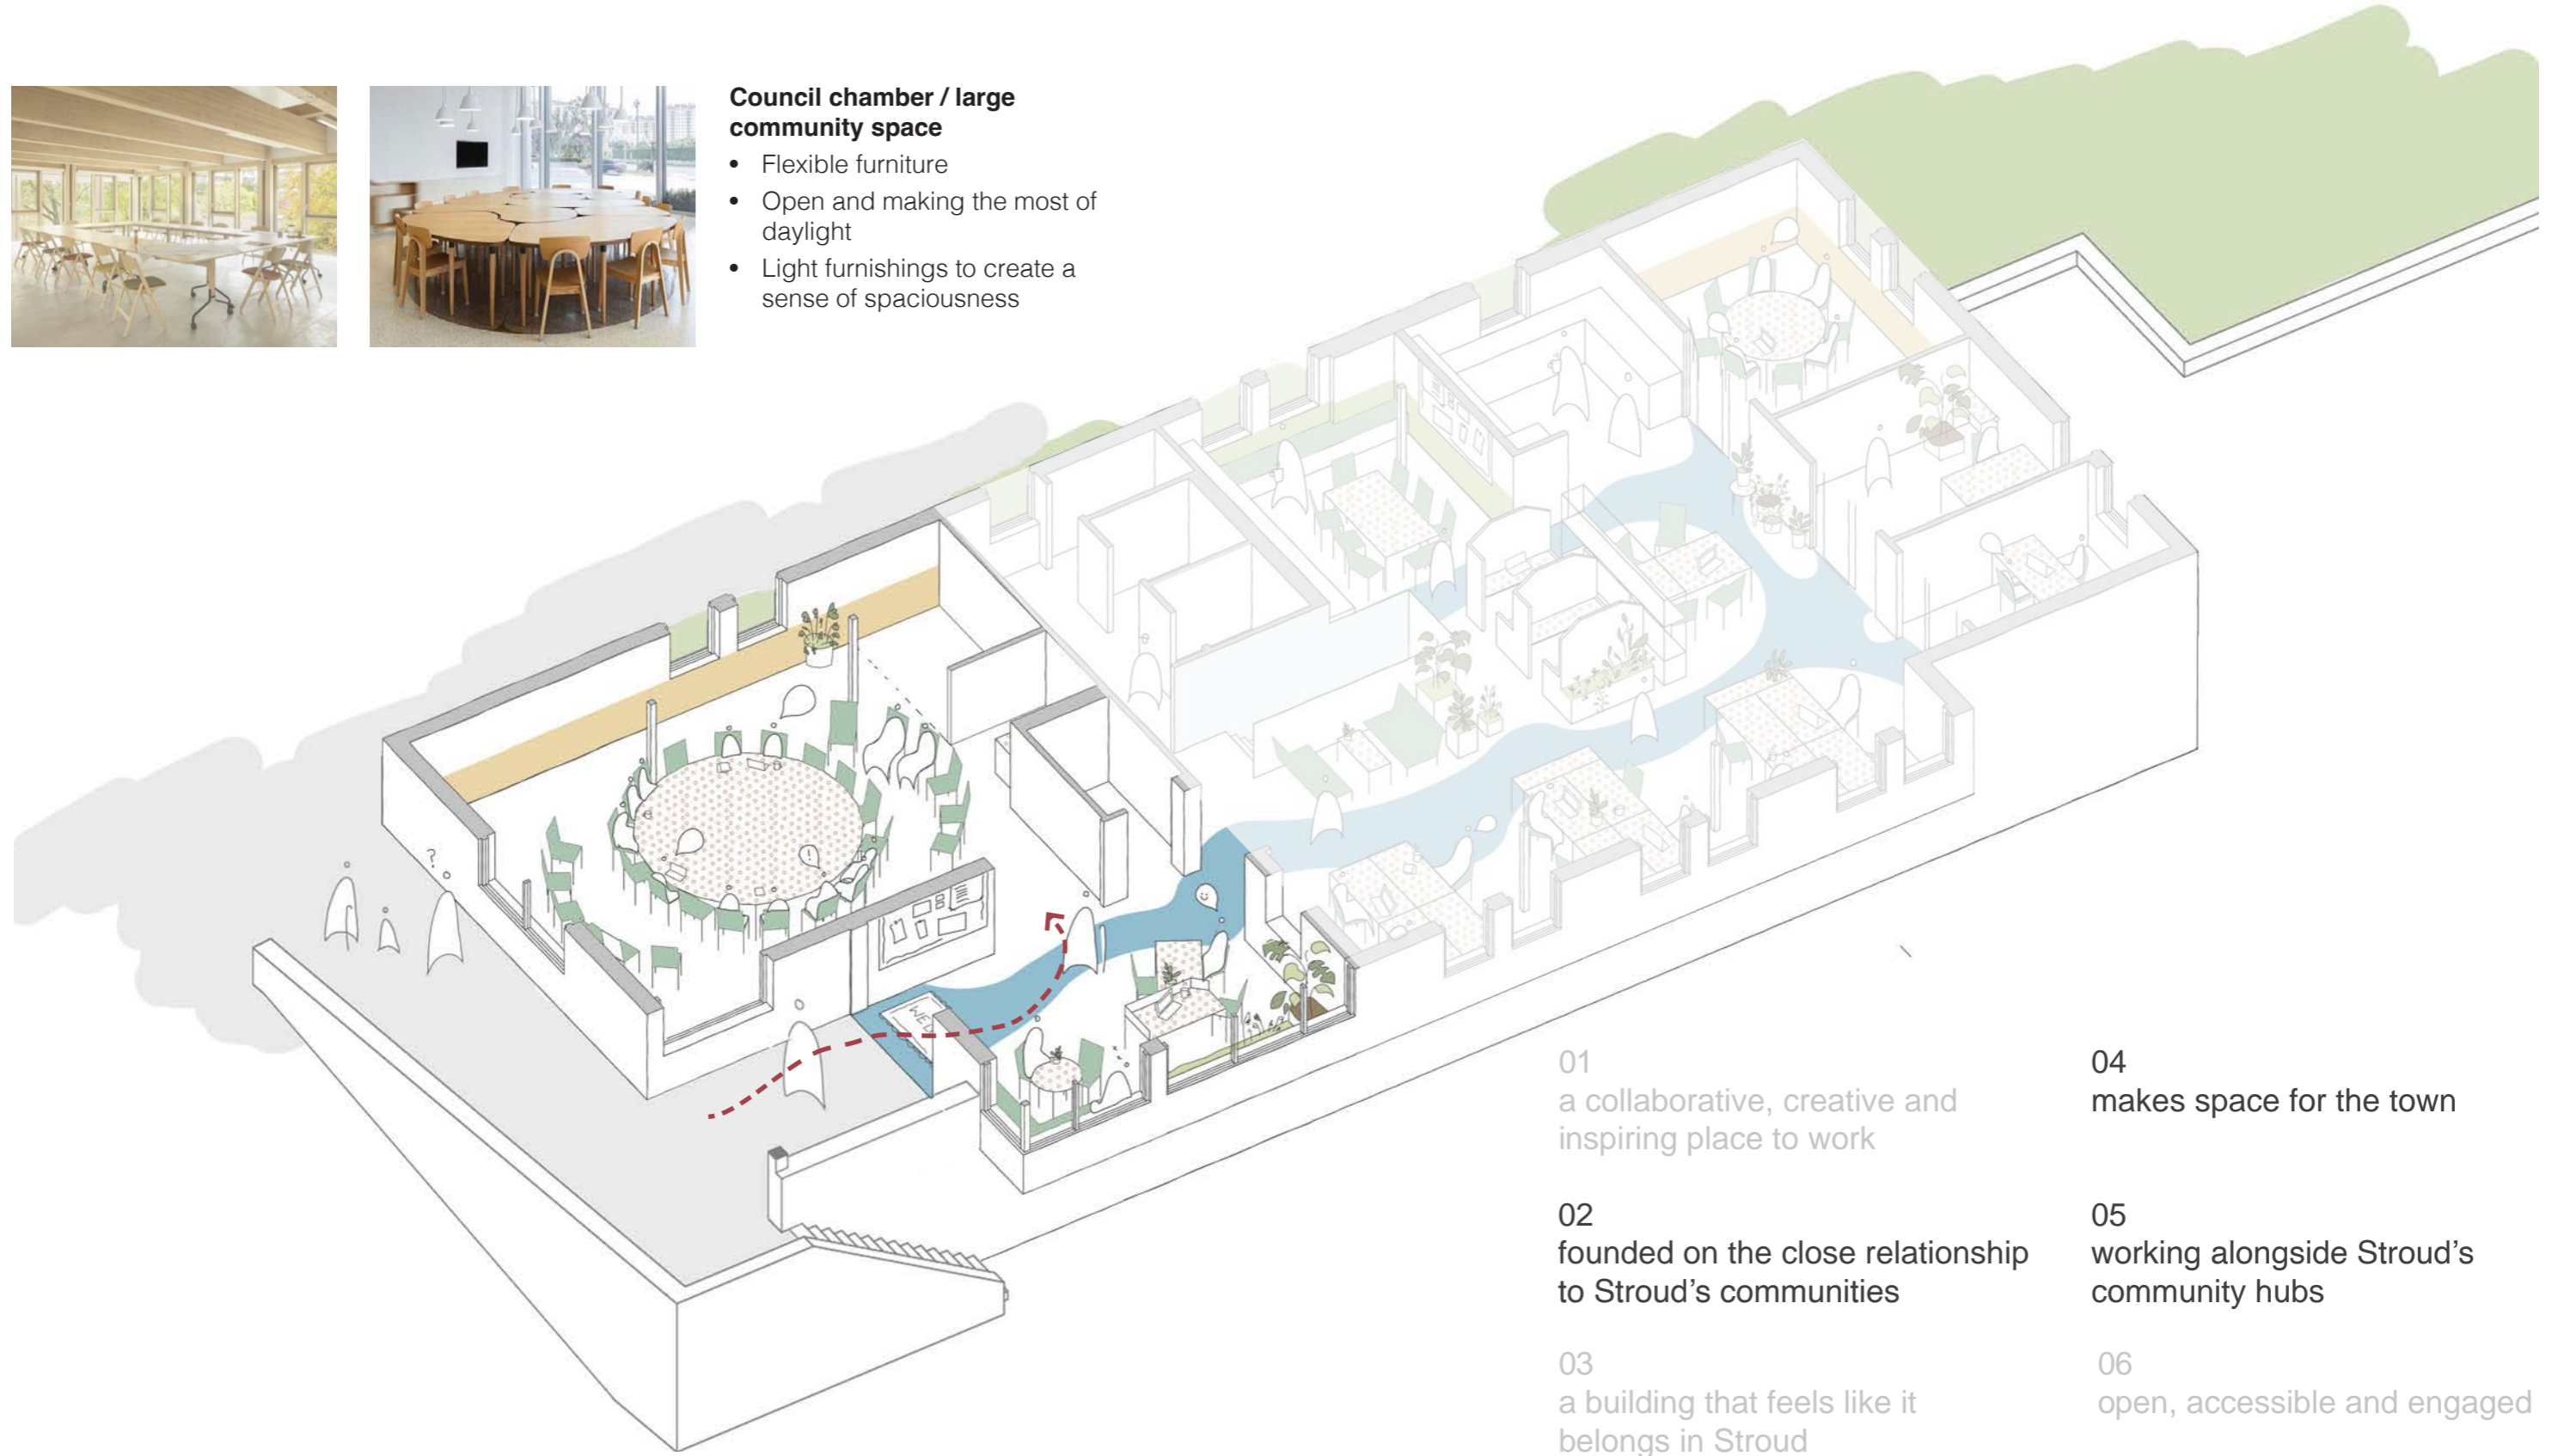 Council chamber / large
community space
• Flexible furniture
• Open and making the most of
daylight
• Light furnishings to create a
sense of spaciousness
?
!
WEL
01
a collaborative, creative and
inspiring place to work
02
founded on the close relationship
to Stroud’s communities
03
a building that feels like it
belongs in Stroud
04
makes space for the town
05
working alongside Stroud’s
community hubs
06
open, accessible and engaged